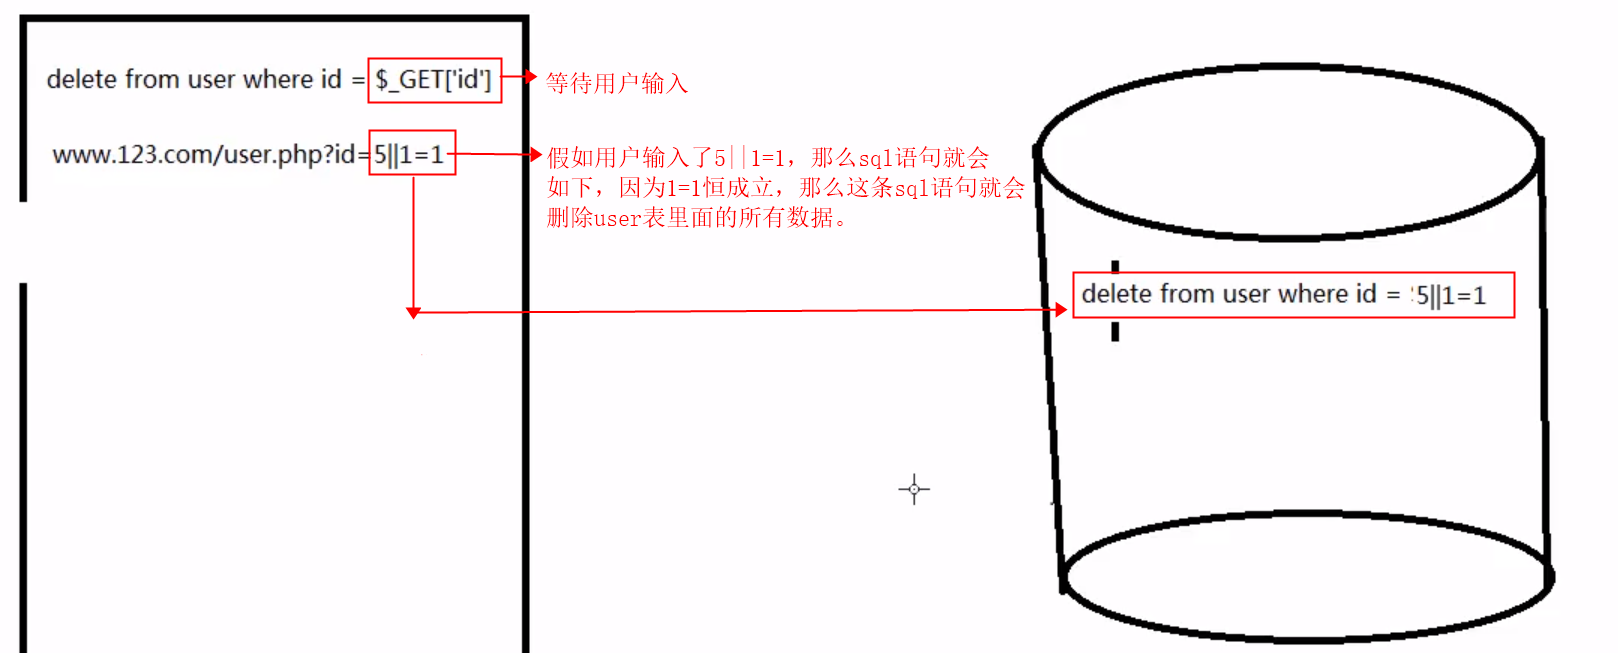 delete from user where id = $_GET['id']
等待用户输入
www.123.com/user.php?id=5||1=1
假如用户输入了5||1=1，那么sql语句就会
如下，因为1=1恒成立，那么这条sql语句就会
删除user表里面的所有数据。
delete from user where id = 5||1=1